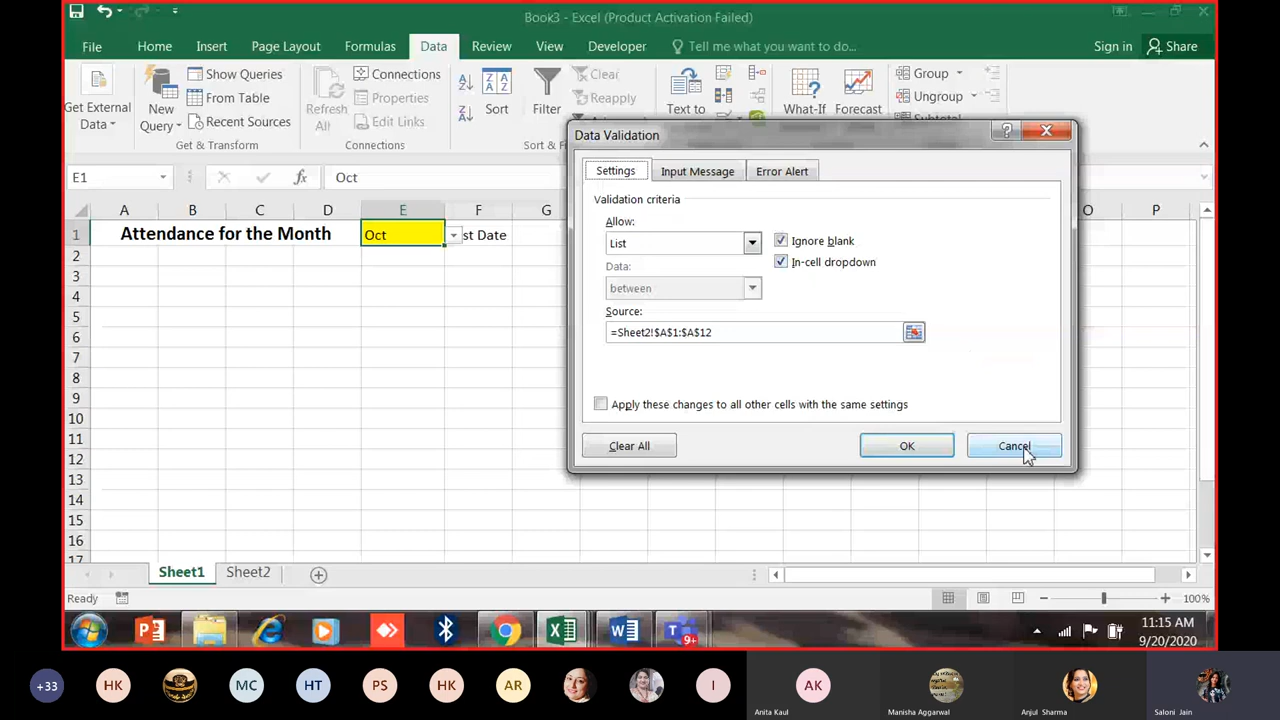 Book3 - Excel (Product Activation Failed)
File Home Insert Page Layout Formulas Data Review View Developer Tell me what you want to do... Sign in Share
Get External Data
New Query
Show Queries
From Table
Recent Sources
Get & Transform
Refresh All
Connections
Properties
Edit Links
Connections
Sort
Filter
Clear
Reapply
Sort &
Text to
What-If
Forecast
Group
Ungroup
Subtotal
E1 fx Oct
A B C D E F G O P
1 Attendance for the Month Oct st Date
2
3
4
5
6
7
8
9
10
11
12
13
14
15
16
17
Data Validation
Settings Input Message Error Alert
Validation criteria
Allow:
List Ignore blank
In-cell dropdown
Data:
between
Source:
=Sheet2!$A$1:$A$12
Apply these changes to all other cells with the same settings
Clear All OK Cancel
Sheet1 Sheet2
Ready 100%
9+
11:15 AM
9/20/2020
+33 HK MC HT PS HK AR I AK
Anita Kaul Manisha Aggarwal Anjul Sharma Saloni Jain